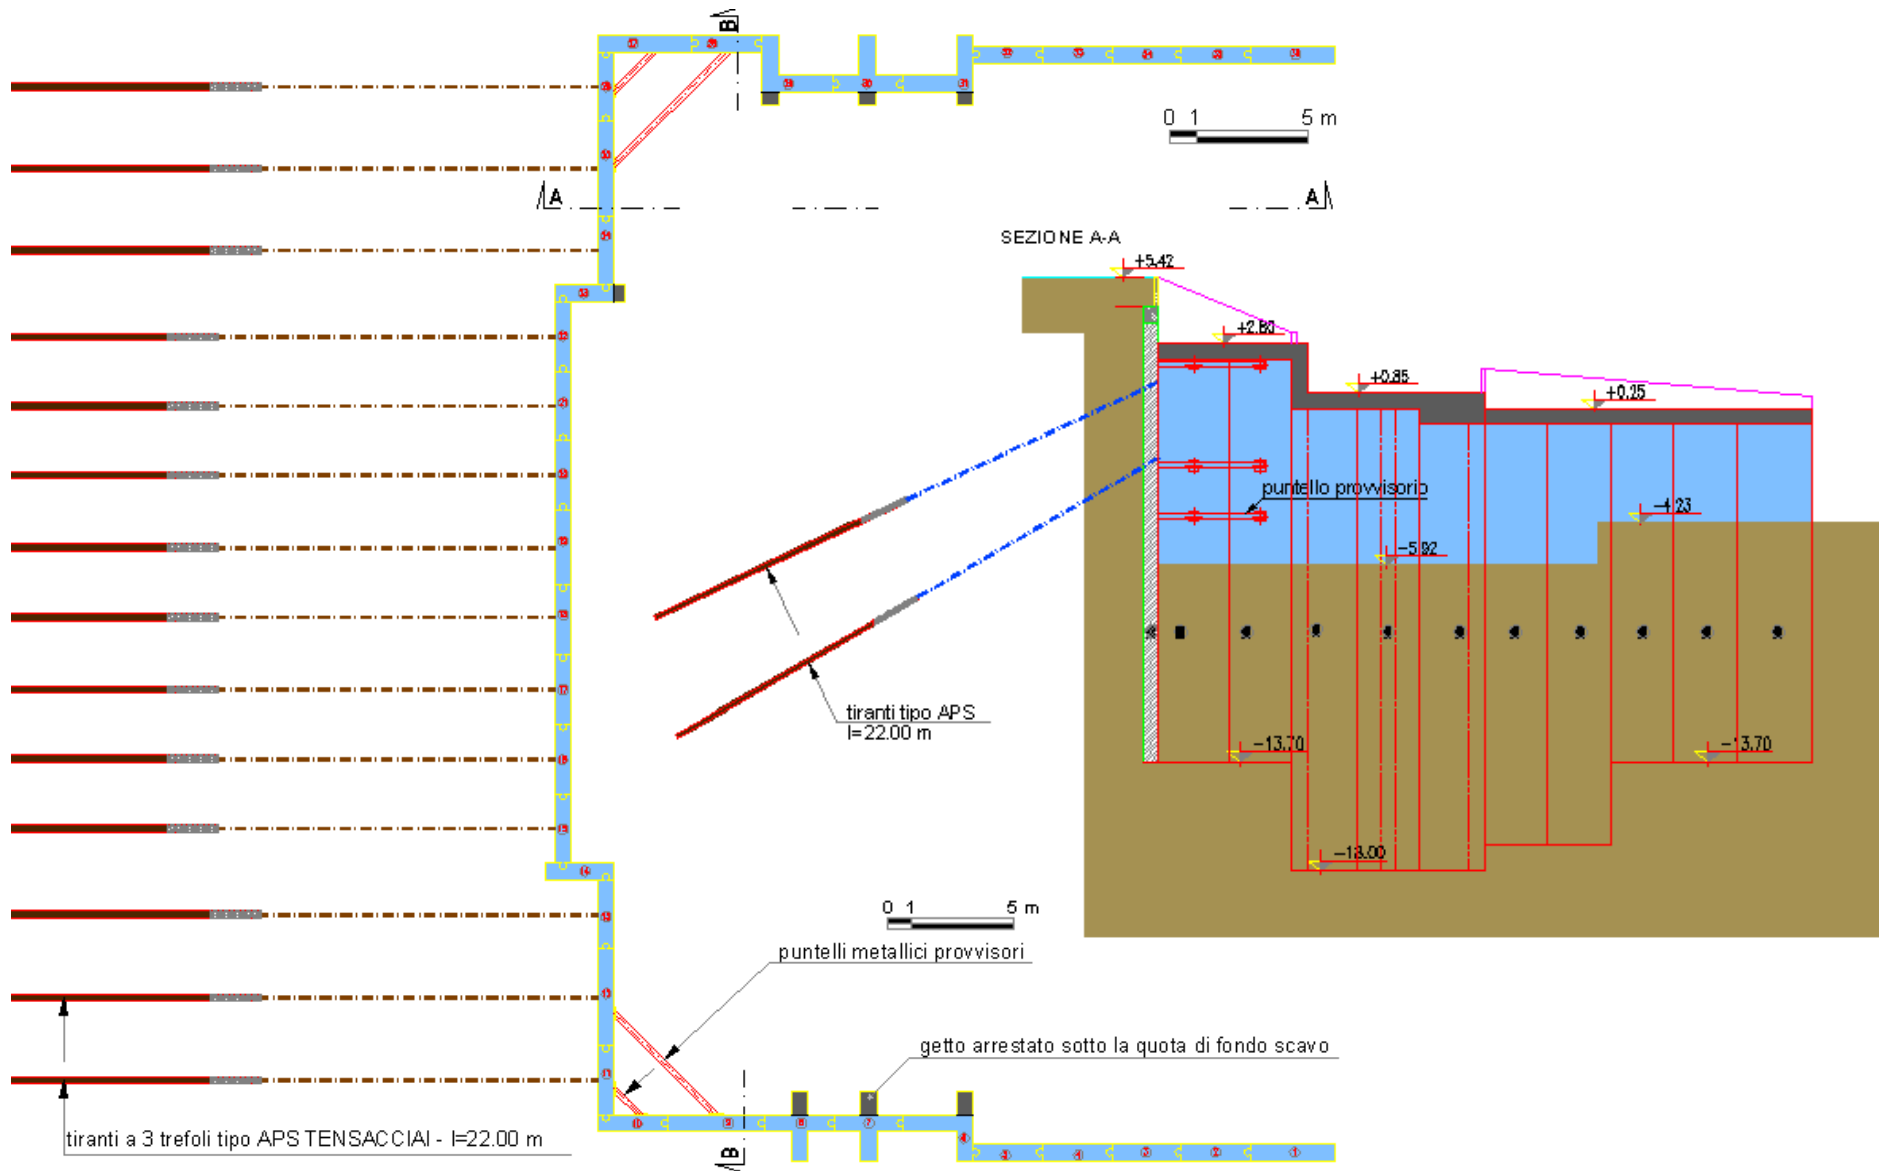 B
0 1 5 m
A
A
SEZIONE A-A
+5.42
+2.80
+0.85
+0.25
puntello provvisorio
-4.23
-5.92
tiranti tipo APS
l=22.00 m
-13.70
-13.70
-18.00
0 1 5 m
puntelli metallici provvisori
getto arrestato sotto la quota di fondo scavo
tiranti a 3 trefoli tipo APS TENSACCIAI - l=22.00 m
B